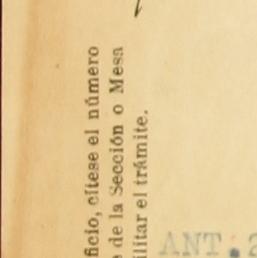 ficio, cítese el número
e de la Sección o Mesa
ilitar el trámite.
ANT.